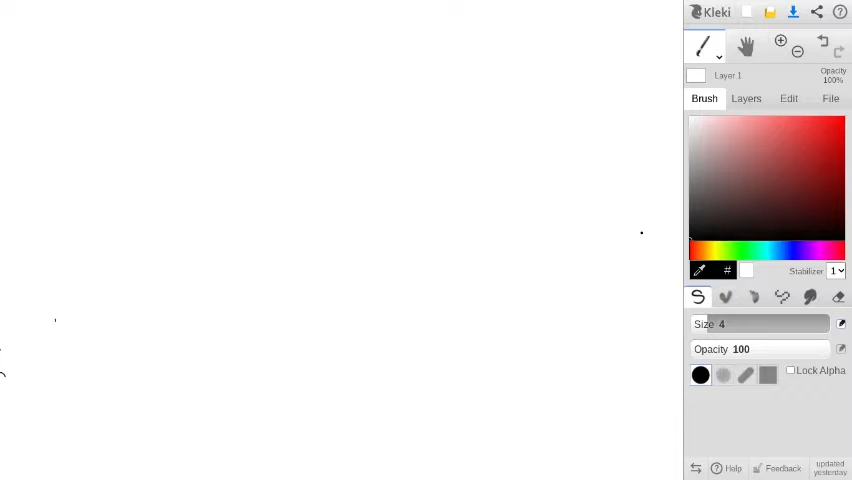 Kleki
Layer 1
Opacity
100%
Brush Layers Edit File
#
Stabilizer 1
Size 4
Opacity 100
Lock Alpha
Help Feedback updated
yesterday